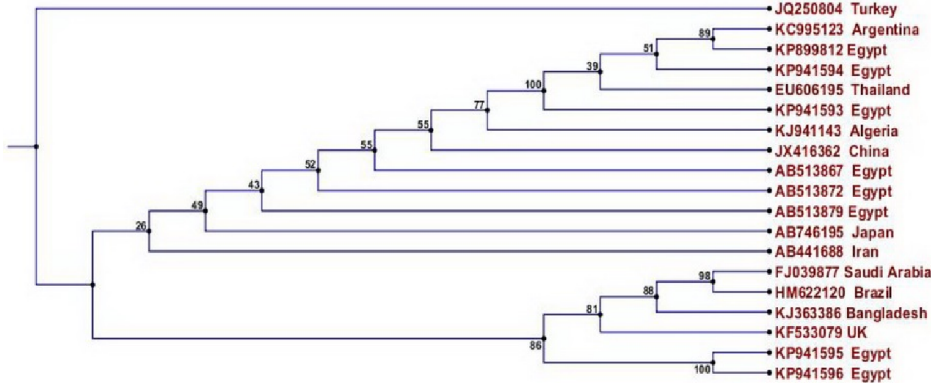 JQ250804 Turkey
KC995123 Argentina
89
KP899812 Egypt
51
KP941594 Egypt
39
EU606195 Thailand
100
KP941593 Egypt
77
KJ941143 Algeria
55
JX416362 China
55
AB513867 Egypt
52
AB513872 Egypt
43
AB513879 Egypt
49
AB746195 Japan
26
AB441688 Iran
FJ039877 Saudi Arabia
98
HM622120 Brazil
88
KJ363386 Bangladesh
81
KF533079 UK
86
KP941595 Egypt
100
KP941596 Egypt